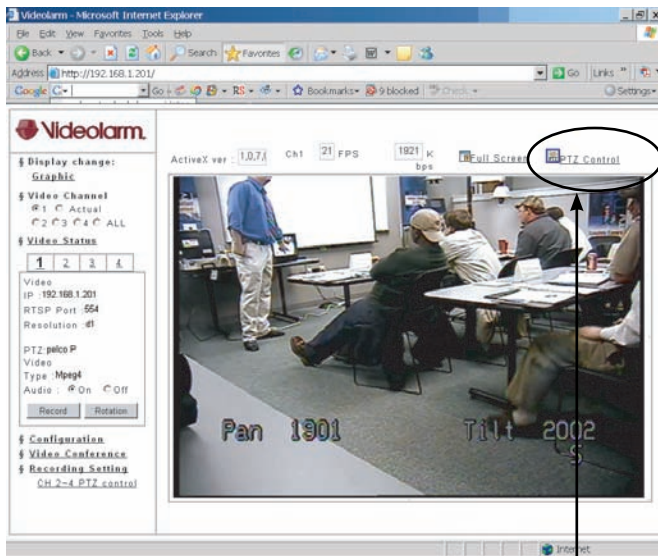 Videolarm - Microsoft Internet Explorer
File Edit View Favorites Tools Help
Back Search Favorites
Address http://192.168.1.201/ Go Links »
Google G Go RS Bookmarks 9 blocked Check Settings
Videolarm
§ Display change:
Graphic
§ Video Channel
1 Actual
2 3 4 ALL
§ Video Status
1 2 3 4
Video
IP :192.168.1.201
RTSP Port :554
Resolution :d1
PTZ:pelco P
Video
Type :Mpeg4
Audio : On Off
Record Rotation
§ Configuration
§ Video Conference
§ Recording Setting
CH 2~4 PTZ control
ActiveX ver : 1,0,7,( Ch1 21 FPS 1921 K bps Full Screen PTZ Control
Pan 1901 Tilt 2002
S
Internet